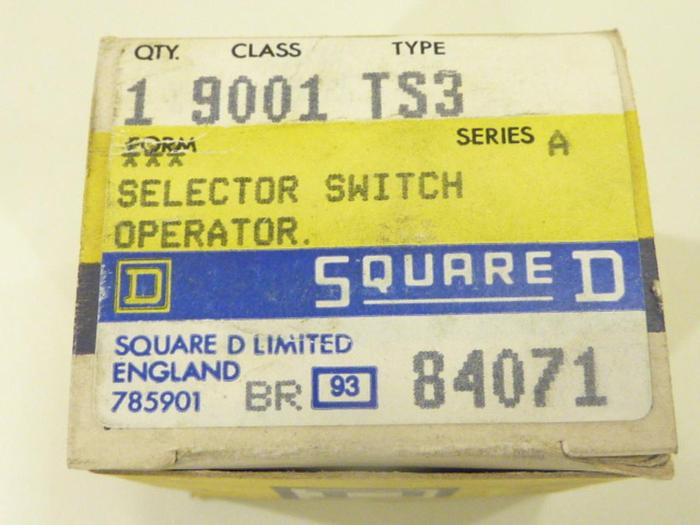 QTY. CLASS TYPE
1 9001 TS3
FORM SERIES A
***
SELECTOR SWITCH
OPERATOR.
D SQUARE D
SQUARE D LIMITED
ENGLAND
785901 BR 93 84071